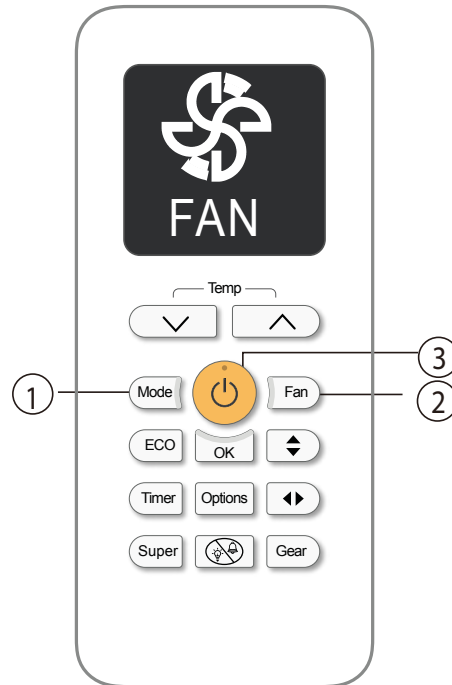 FAN
Temp
3
1
Mode
Fan
2
ECO
OK
Timer
Options
Super
Gear